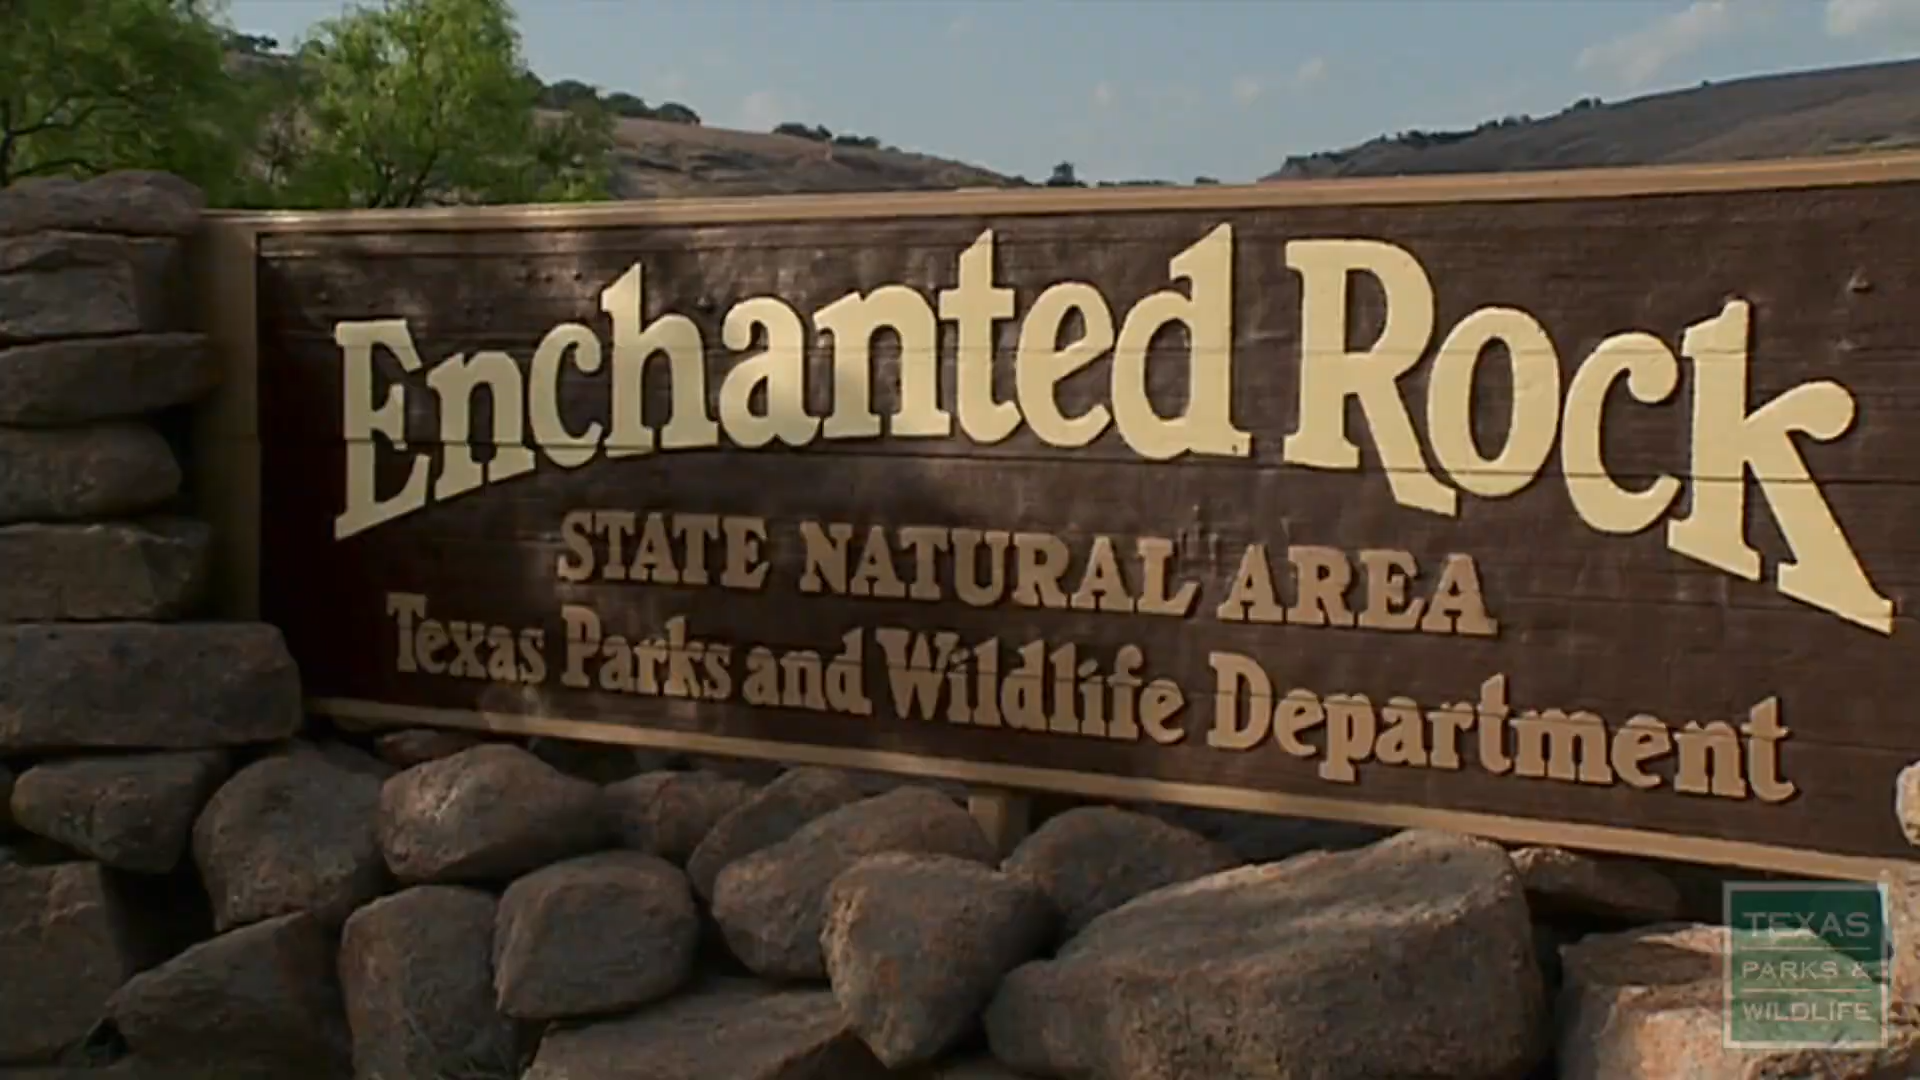 Enchanted Rock
STATE NATURAL AREA
Texas Parks and Wildlife Department
TEXAS
PARKS &
WILDLIFE